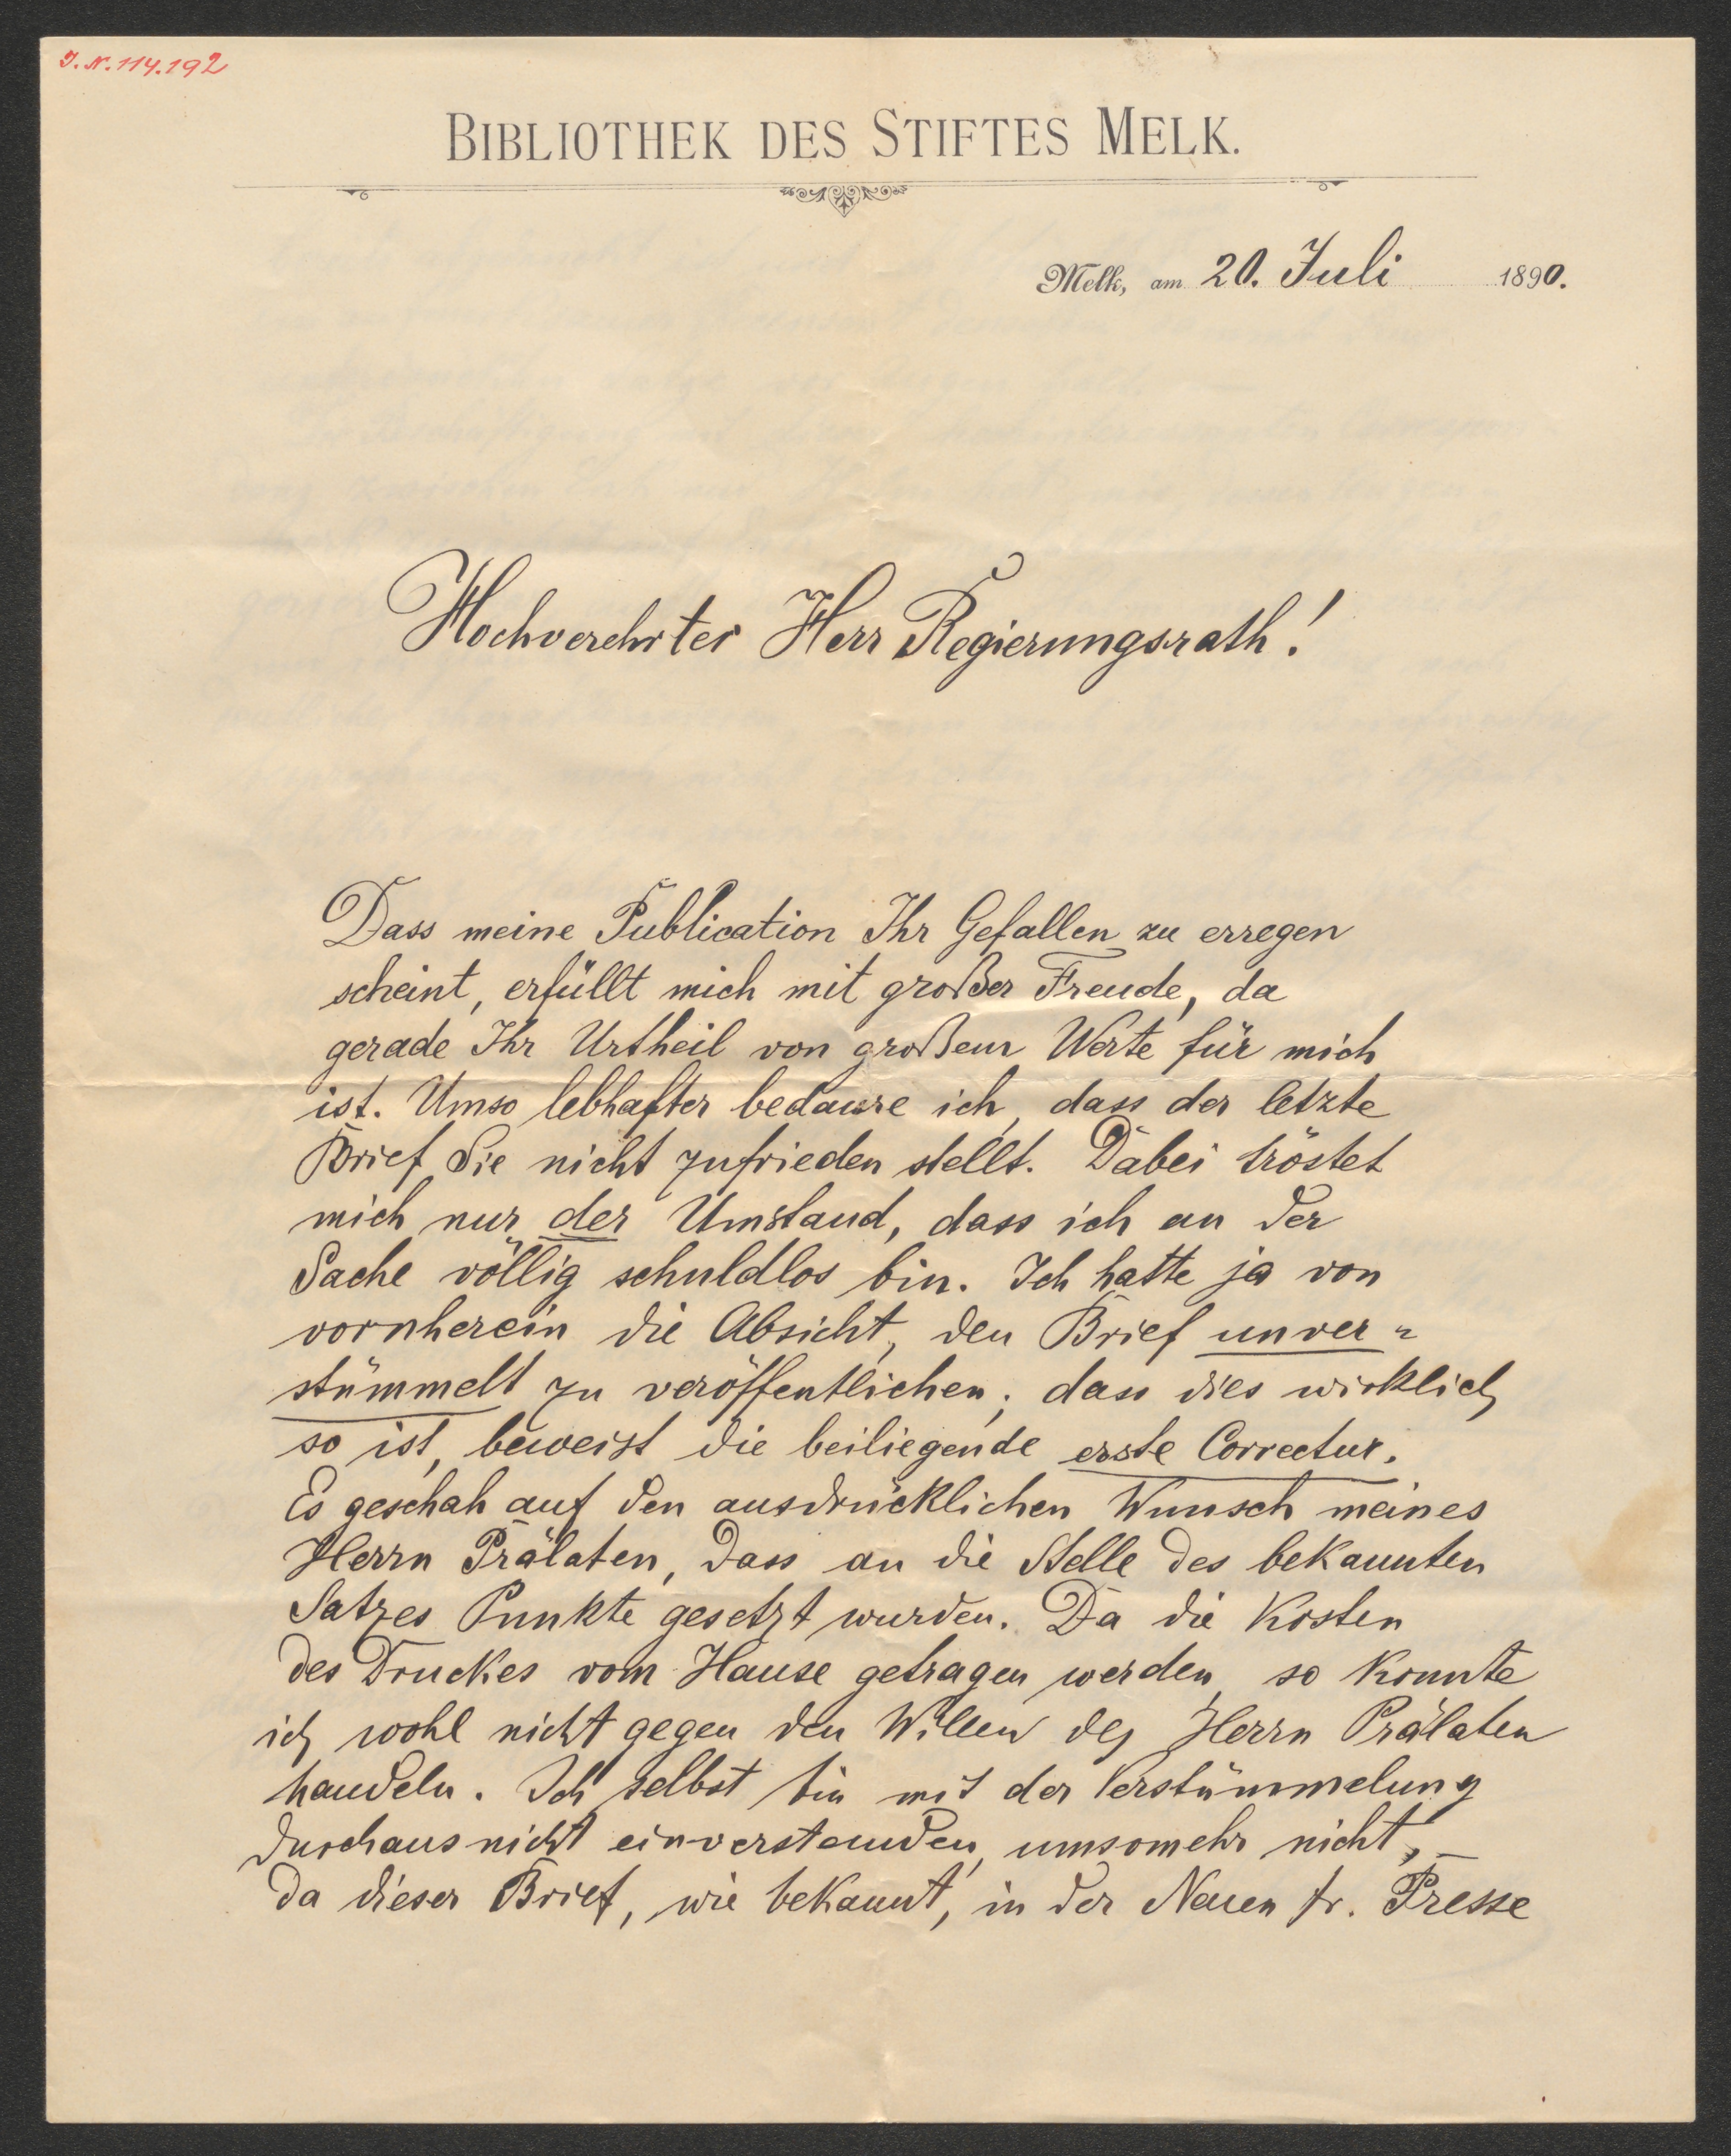 I. N. 114.192
BIBLIOTHEK DES STIFTES MELK.
Melk, am 20. Juli 1890.
Hochverehrter Herr Regierungsrath!
Dass meine Publication Ihr Gefallen zu erregen
scheint, erfüllt mich mit großer Freude, da
gerade Ihr Urtheil von großem Werte für mich
ist. Umso lebhafter bedaure ich, dass der letzte
Brief Sie nicht zufrieden stellt. Dabei tröstet
mich nur der Umstand, dass ich an der
Sache völlig schuldlos bin. Ich hatte ja von
vornherein die Absicht, den Brief unver-
stümmelt zu veröffentlichen; dass dies wirklich
so ist, beweist die beiliegende erste Correctur.
Es geschah auf den ausdrücklichen Wunsch meines
Herrn Prälaten, dass an die Stelle des bekannten
Satzes Punkte gesetzt wurden. Da die Kosten
des Druckes vom Hause getragen werden, so konnte
ich wohl nicht gegen den Willen des Herrn Prälaten
handeln. Ich selbst bin mit der Verstümmelung
durchaus nicht einverstanden, umsomehr nicht,
da dieser Brief, wie bekannt, in der Neuen fr. Presse